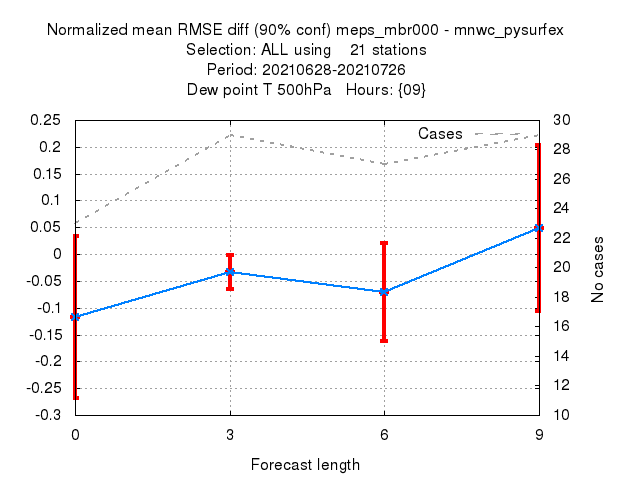 Normalized mean RMSE diff (90% conf) meps_mbr000 - mnwc_pysurfex
Selection: ALL using    21 stations
Period: 20210628-20210726
Dew point T 500hPa   Hours: {09}
0.25
0.2
0.15
0.1
0.05
0
-0.05
-0.1
-0.15
-0.2
-0.25
-0.3
Cases
30
28
26
24
22
20
18
16
14
12
10
No cases
0 3 6 9
Forecast length